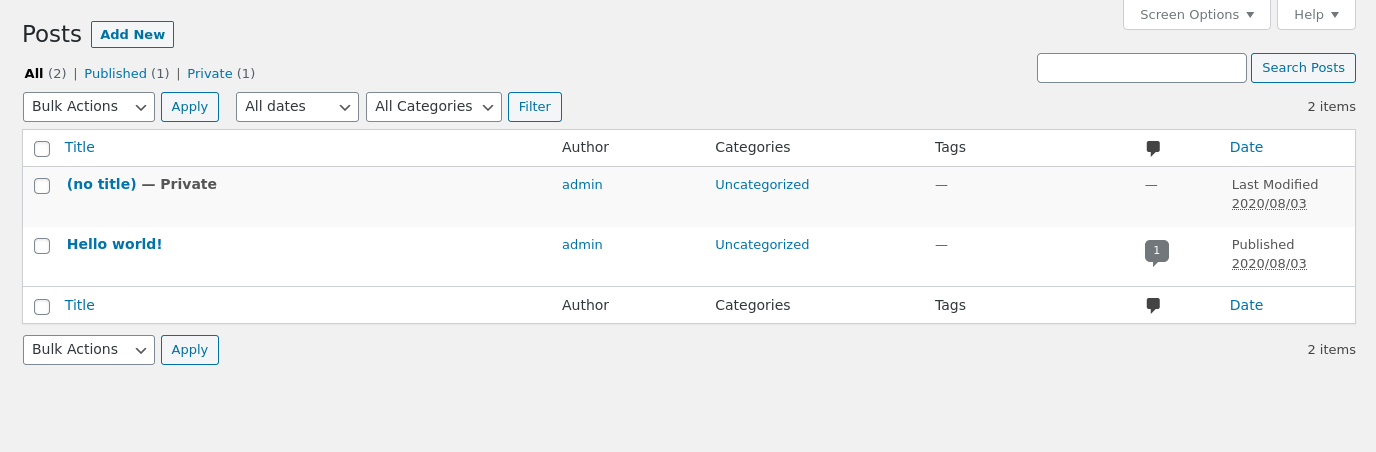 Screen Options Help
Posts Add New
All (2) | Published (1) | Private (1)
Search Posts
Bulk Actions Apply All dates All Categories Filter 2 items
Title Author Categories Tags Date
(no title) — Private admin Uncategorized — — Last Modified
2020/08/03
Hello world! admin Uncategorized — 1 Published
2020/08/03
Title Author Categories Tags Date
Bulk Actions Apply 2 items